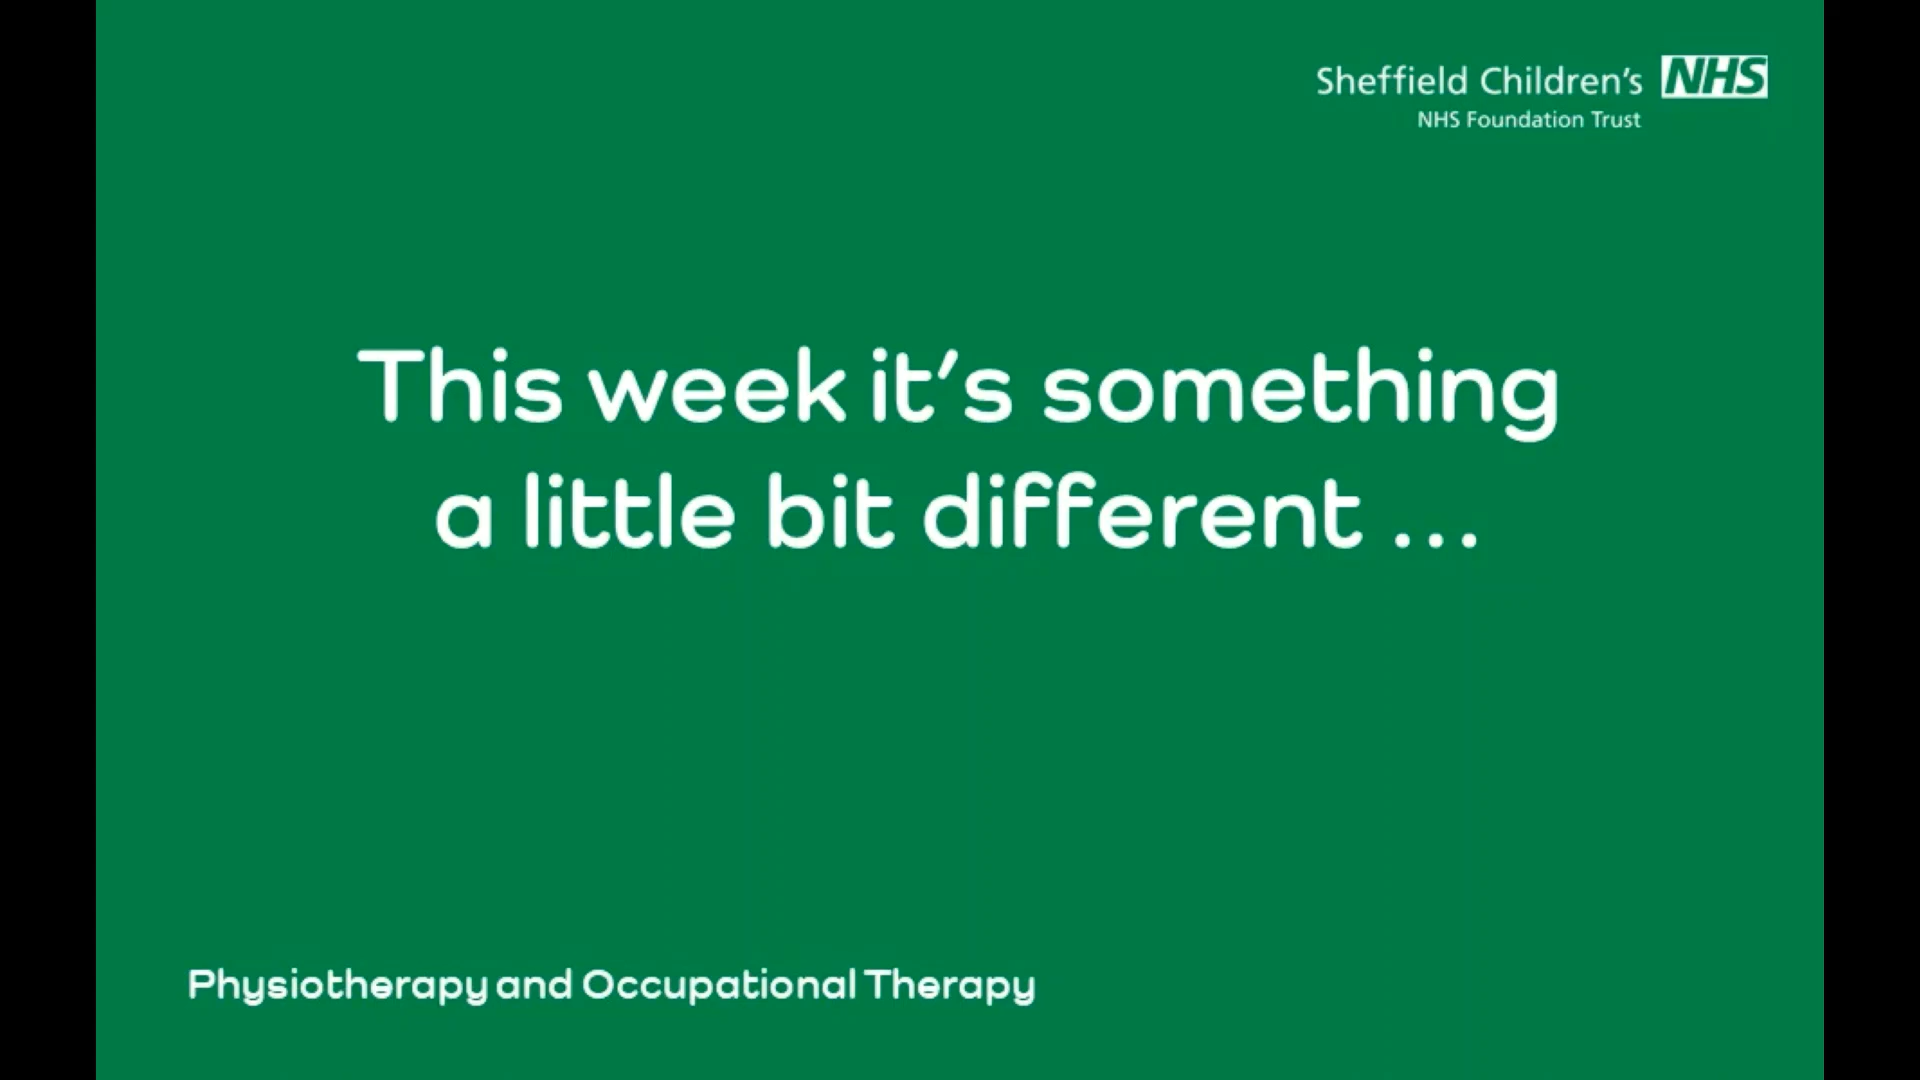 Sheffield Children's NHS
NHS Foundation Trust
This week it's something
a little bit different ...
Physiotherapy and Occupational Therapy